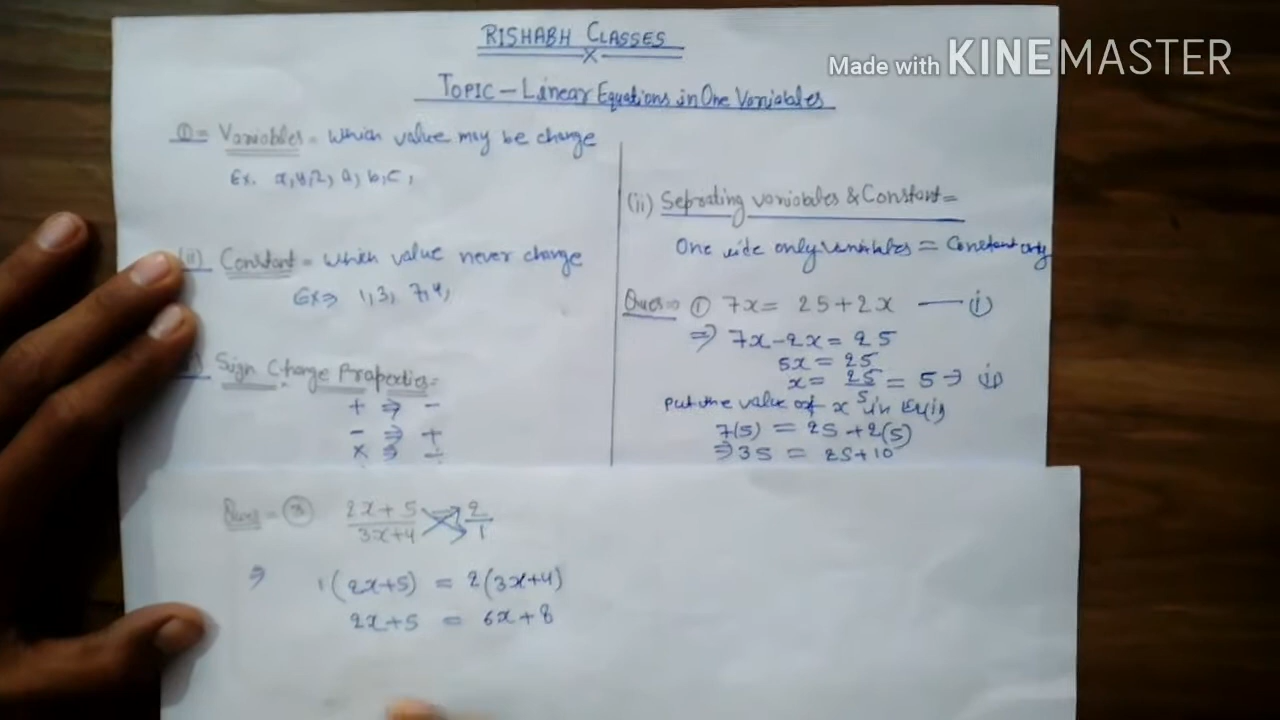 RISHABH CLASSES
Made with KINEMASTER
TOPIC - Linear Equations in One Variables
(i) = Variables = Which value may be change
Ex. x, y, z, a, b, c,
(ii) Constant = which value never change
Ex ⇒ 1, 3, 7, 4,
Sign Change Properties =
+ ⇒ -
- ⇒ +
× ⇒ ÷
(ii) Seprating variables & Constant =
One side only variables = Constant only
Ques ⇒ ① 7x = 25 + 2x —— (i)
⇒ 7x - 2x = 25
5x = 25
x = 25/5 = 5 ⇒ (ii)
Put the value of x in
7(5) = 25 + 2(5)
⇒ 35 = 25 + 10
Ques = (2x + 5)/(3x + 4) 2/1
⇒ 1(2x+5) = 2(3x+4)
2x+5 = 6x + 8